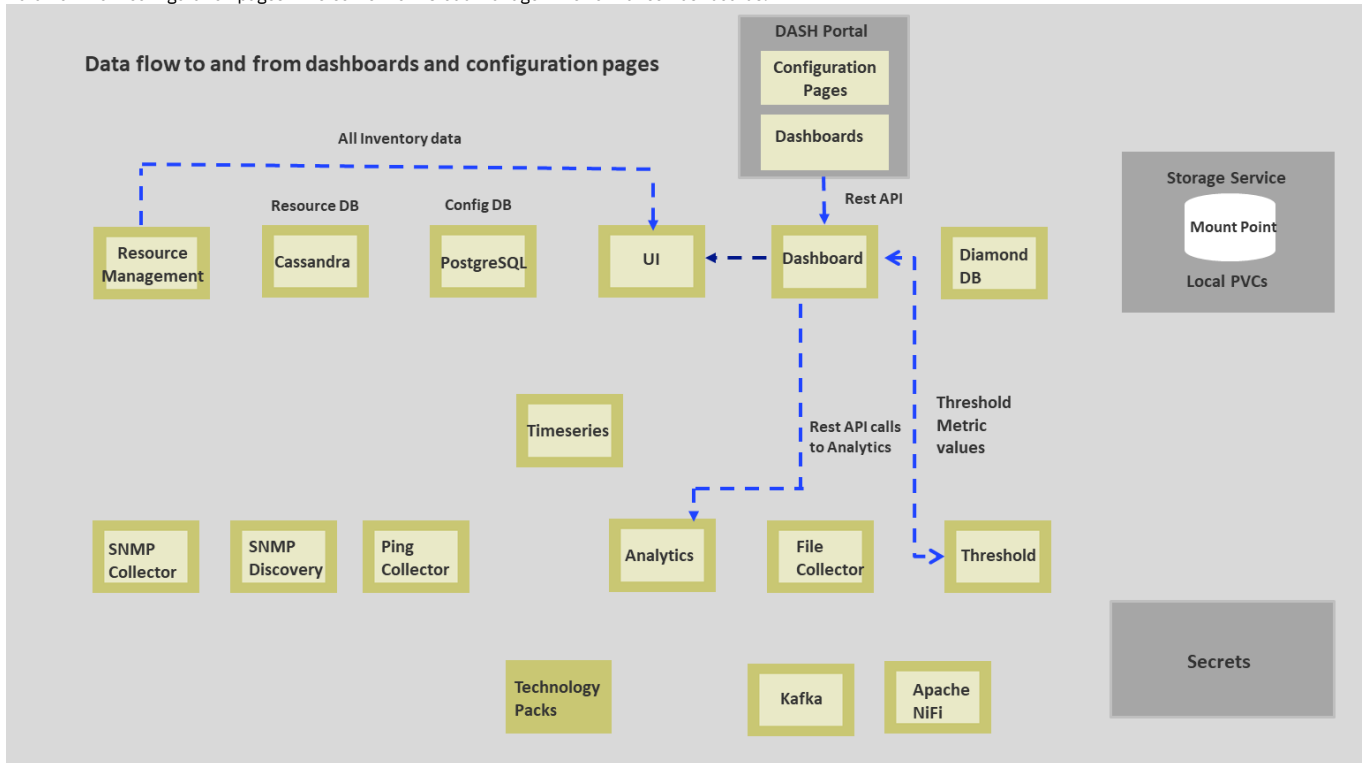 DASH Portal
Data flow to and from dashboards and configuration pages
Configuration
Pages
Dashboards
All Inventory data
Rest API
Storage Service
Mount Point
Local PVCs
Resource DB
Config DB
Resource
Management
Cassandra
PostgreSQL
UI
Dashboard
Diamond
DB
Timeseries
Rest API calls
to Analytics
Threshold
Metric
values
SNMP
Collector
SNMP
Discovery
Ping
Collector
Analytics
File
Collector
Threshold
Technology
Packs
Kafka
Apache
NiFi
Secrets